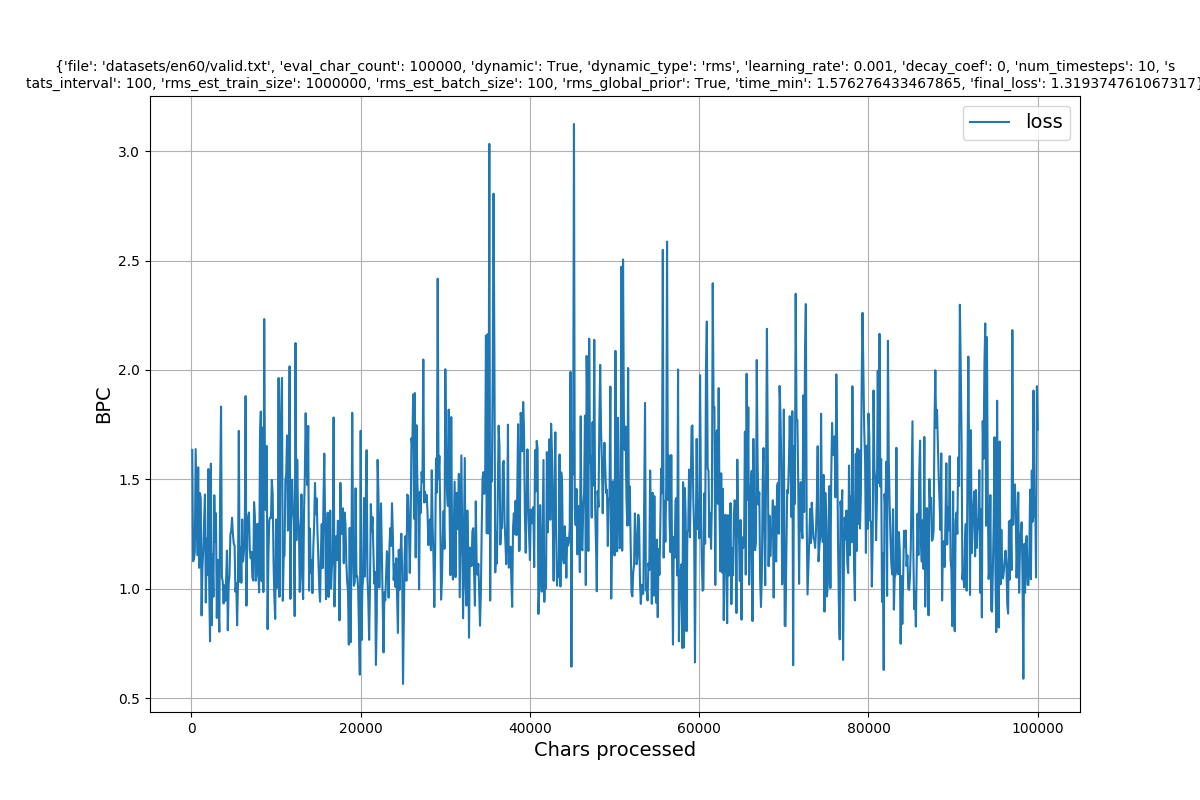 {'file': 'datasets/en60/valid.txt', 'eval_char_count': 100000, 'dynamic': True, 'dynamic_type': 'rms', 'learning_rate': 0.001, 'decay_coef': 0, 'num_timesteps': 10, 's
tats_interval': 100, 'rms_est_train_size': 1000000, 'rms_est_batch_size': 100, 'rms_global_prior': True, 'time_min': 1.576276433467865, 'final_loss': 1.319374761067317}
loss
3.0
2.5
2.0
1.5
1.0
0.5
BPC
0 20000 40000 60000 80000 100000
Chars processed